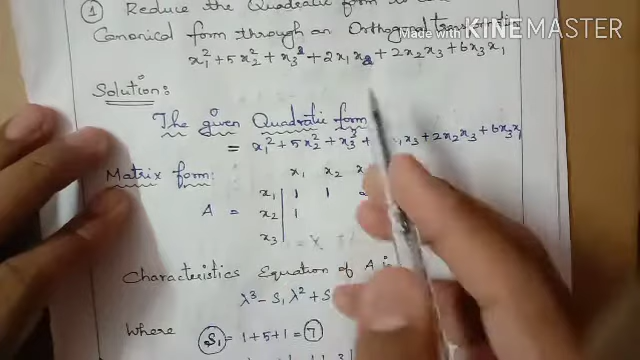 ① Reduce the Quadratic form to
Canonical form through an Orthogonal
Made With KINEMASTER
x₁² + 5x₂² + x₃² + 2x₁x₂ + 2x₂x₃ + 6x₃x₁
Solution:
The given Quadratic form
= x₁² + 5x₂² + x₃² + x₃ + 2x₂x₃ + 6x₃x₁
Matrix form: x₁ x₂
x₁ 1 1
A = x₂ 1
x₃
Characteristics Equation of A is
λ³ - S₁λ² + S
Where S₁ = 1+5+1 = 7